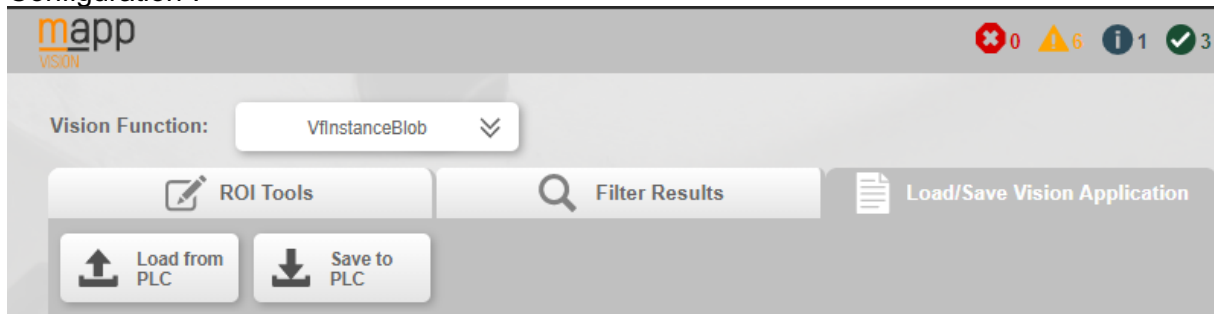 mapp
VISION
0 6 1 3
Vision Function: VfInstanceBlob
ROI Tools Filter Results Load/Save Vision Application
Load from PLC Save to PLC